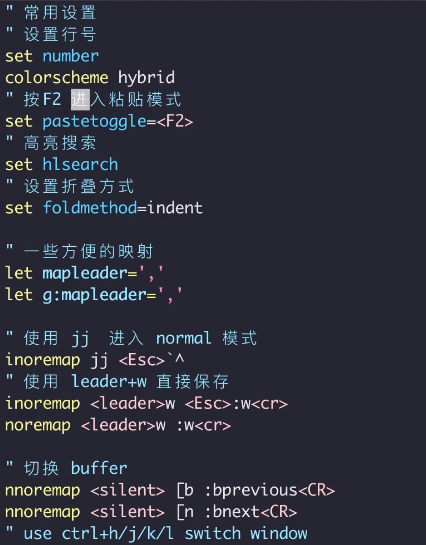 " 常用设置
" 设置行号
set number
colorscheme hybrid
" 按F2 进入粘贴模式
set pastetoggle=<F2>
" 高亮搜索
set hlsearch
" 设置折叠方式
set foldmethod=indent
" 一些方便的映射
let mapleader=','
let g:mapleader=','
" 使用 jj  进入 normal 模式
inoremap jj <Esc>`^
" 使用 leader+w 直接保存
inoremap <leader>w <Esc>:w<cr>
noremap <leader>w :w<cr>
" 切换 buffer
nnoremap <silent> [b :bprevious<CR>
nnoremap <silent> [n :bnext<CR>
" use ctrl+h/j/k/l switch window